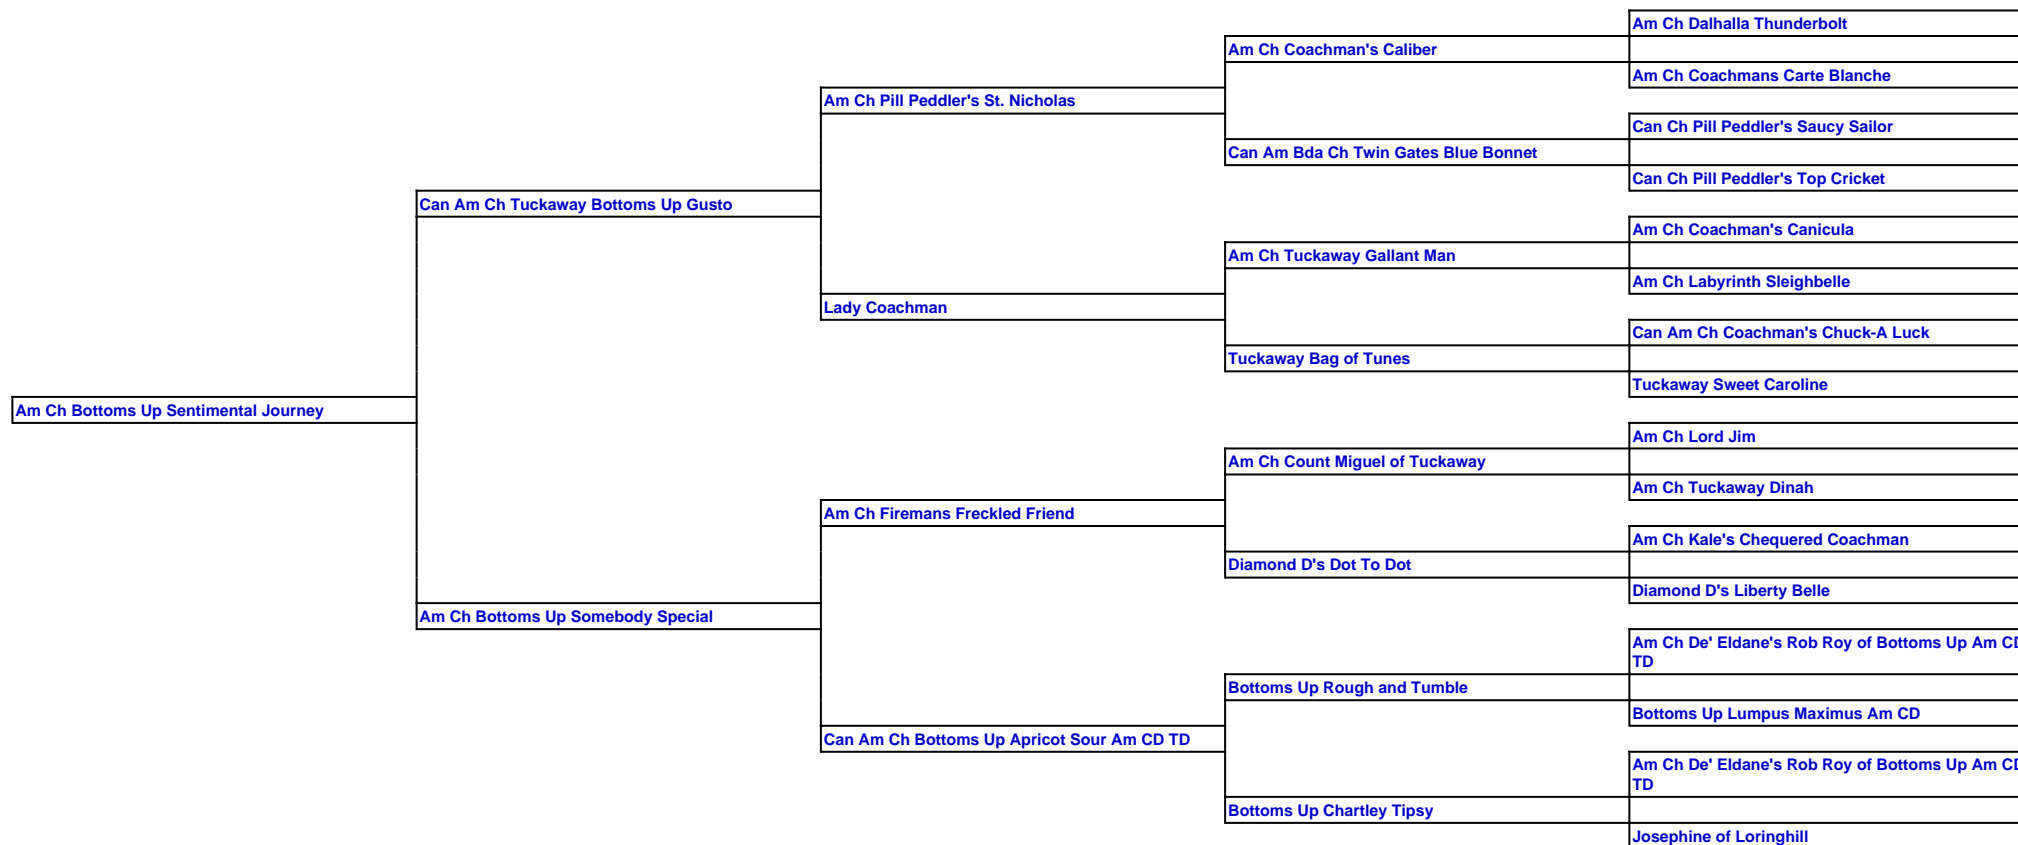 Am Ch Dalhalla Thunderbolt
Am Ch Coachman's Caliber
Am Ch Coachmans Carte Blanche
Am Ch Pill Peddler's St. Nicholas
Can Ch Pill Peddler's Saucy Sailor
Can Am Bda Ch Twin Gates Blue Bonnet
Can Ch Pill Peddler's Top Cricket
Can Am Ch Tuckaway Bottoms Up Gusto
Am Ch Coachman's Canicula
Am Ch Tuckaway Gallant Man
Am Ch Labyrinth Sleighbelle
Lady Coachman
Can Am Ch Coachman's Chuck-A Luck
Tuckaway Bag of Tunes
Tuckaway Sweet Caroline
Am Ch Bottoms Up Sentimental Journey
Am Ch Lord Jim
Am Ch Count Miguel of Tuckaway
Am Ch Tuckaway Dinah
Am Ch Firemans Freckled Friend
Am Ch Kale's Chequered Coachman
Diamond D's Dot To Dot
Diamond D's Liberty Belle
Am Ch Bottoms Up Somebody Special
Am Ch De' Eldane's Rob Roy of Bottoms Up Am CD
TD
Bottoms Up Rough and Tumble
Bottoms Up Lumpus Maximus Am CD
Can Am Ch Bottoms Up Apricot Sour Am CD TD
Am Ch De' Eldane's Rob Roy of Bottoms Up Am CD
TD
Bottoms Up Chartley Tipsy
Josephine of Loringhill